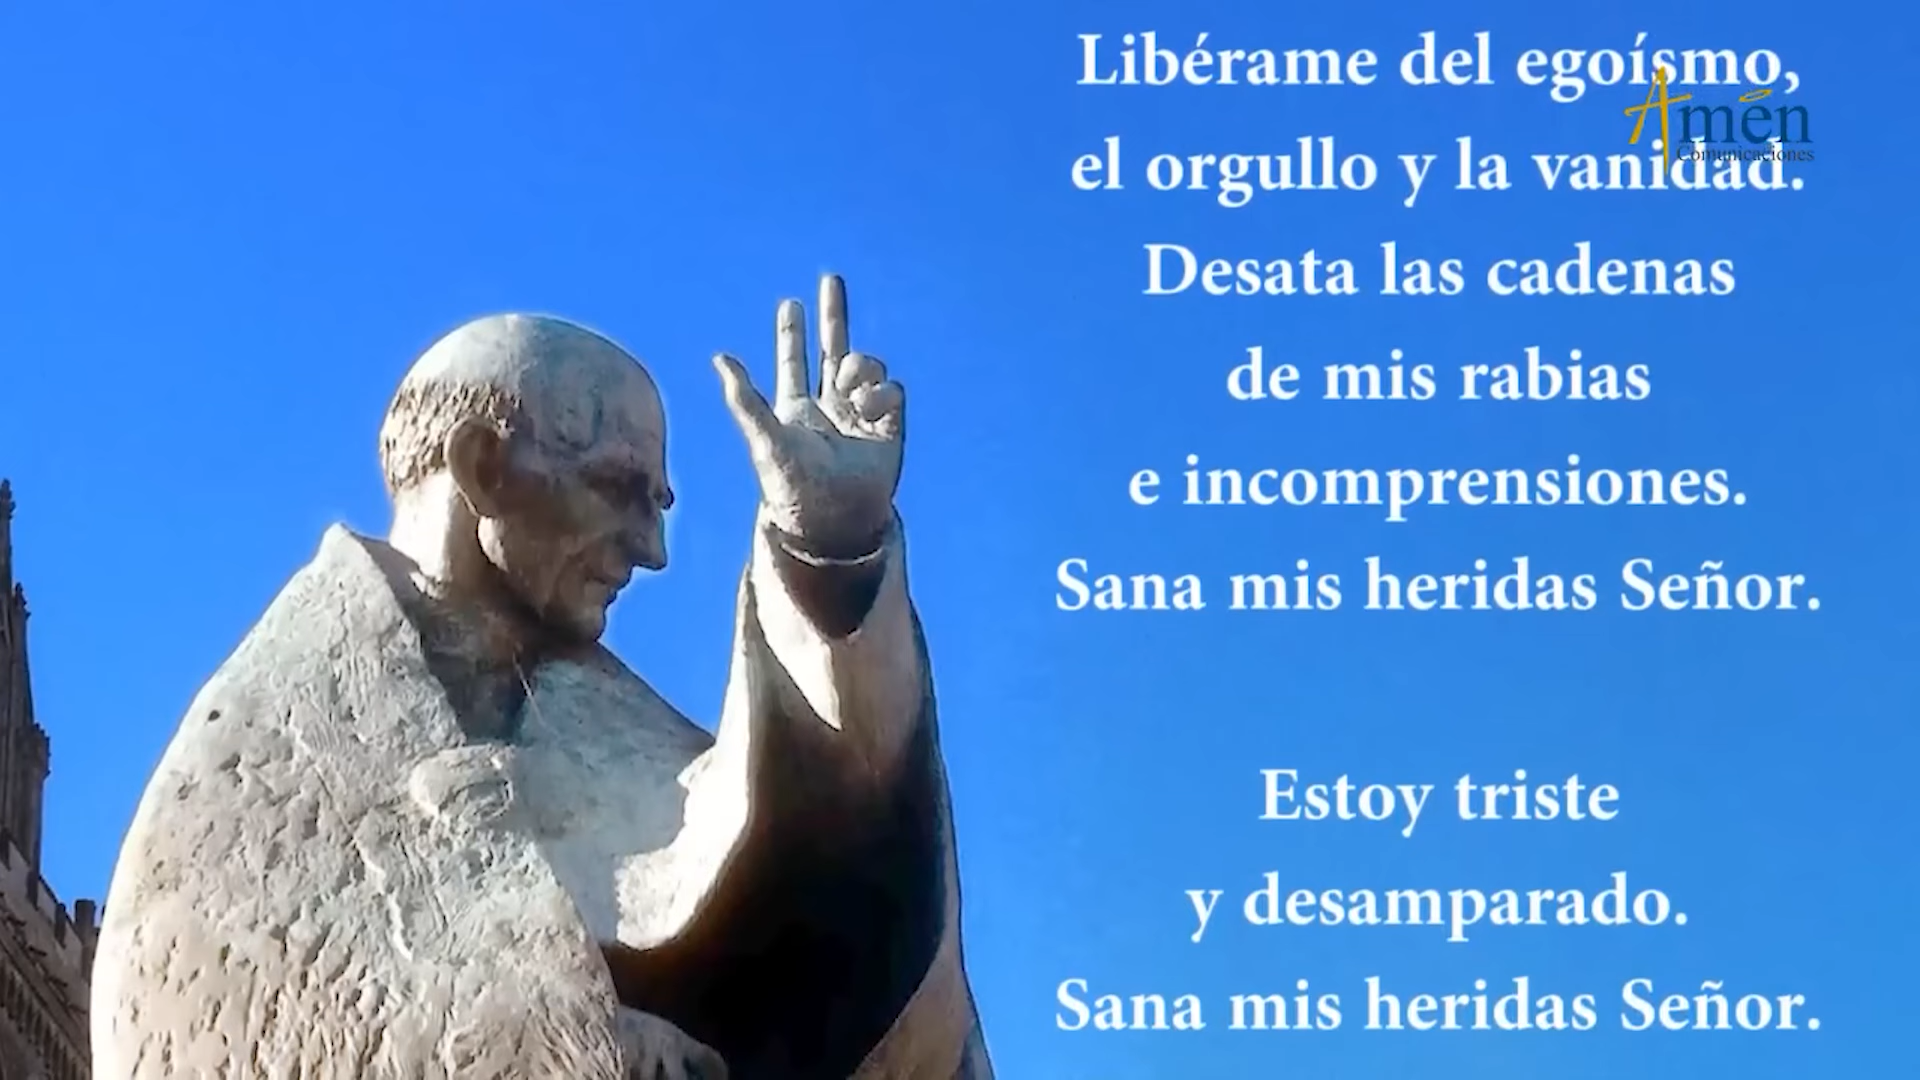 Libérame del egoísmo,
Amén
Comunicaciones
el orgullo y la vanidad.
Desata las cadenas
de mis rabias
e incomprensiones.
Sana mis heridas Señor.
Estoy triste
y desamparado.
Sana mis heridas Señor.